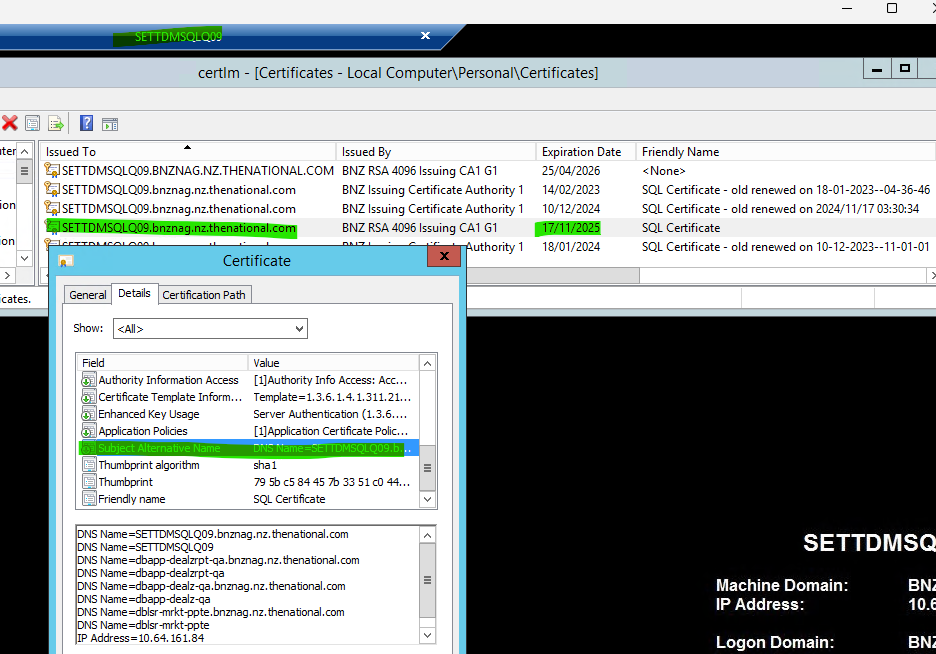 SETTDMSQLQ09
certlm - [Certificates - Local Computer\Personal\Certificates]
Issued To Issued By Expiration Date Friendly Name
SETTDMSQLQ09.BNZNAG.NZ.THENATIONAL.COM BNZ RSA 4096 Issuing CA1 G1 25/04/2026 <None>
SETTDMSQLQ09.bnznag.nz.thenational.com BNZ Issuing Certificate Authority 1 14/02/2023 SQL Certificate - old renewed on 18-01-2023--04-36-46
SETTDMSQLQ09.bnznag.nz.thenational.com BNZ Issuing Certificate Authority 1 10/12/2024 SQL Certificate - old renewed on 2024/11/17 03:30:34
SETTDMSQLQ09.bnznag.nz.thenational.com BNZ RSA 4096 Issuing CA1 G1 17/11/2025 SQL Certificate
18/01/2024 SQL Certificate - old renewed on 10-12-2023--11-01-01
icates.
Certificate
General Details Certification Path
Show: <All>
Field Value
Authority Information Access [1]Authority Info Access: Acc...
Certificate Template Inform... Template=1.3.6.1.4.1.311.21...
Enhanced Key Usage Server Authentication (1.3.6....
Application Policies [1]Application Certificate Polic...
Subject Alternative Name DNS Name=SETTDMSQLQ09.b...
Thumbprint algorithm sha1
Thumbprint 79 5b c5 84 45 7b 33 51 c0 44...
Friendly name SQL Certificate
DNS Name=SETTDMSQLQ09.bnznag.nz.thenational.com
DNS Name=SETTDMSQLQ09
DNS Name=dbapp-dealzrpt-qa.bnznag.nz.thenational.com
DNS Name=dbapp-dealzrpt-qa
DNS Name=dbapp-dealz-qa.bnznag.nz.thenational.com
DNS Name=dbapp-dealz-qa
DNS Name=dblsr-mrkt-ppte.bnznag.nz.thenational.com
DNS Name=dblsr-mrkt-ppte
IP Address=10.64.161.84
SETTDMSQ
Machine Domain: BNZ
IP Address: 10.6
Logon Domain: BNZ